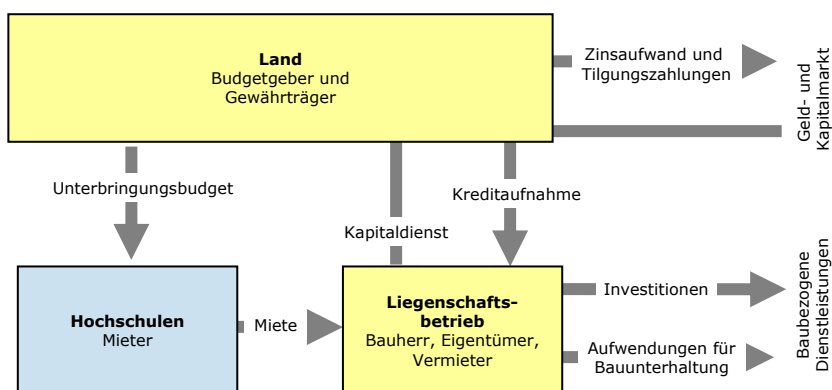 Land
Budgetgeber und
Gewährträger
Zinsaufwand und
Tilgungszahlungen
Geld- und
Kapitalmarkt
Unterbringungsbudget
Kreditaufnahme
Kapitaldienst
Hochschulen
Mieter
Miete
Liegenschafts-
betrieb
Bauherr, Eigentümer,
Vermieter
Investitionen
Aufwendungen für
Bauunterhaltung
Baubezogene
Dienstleistungen